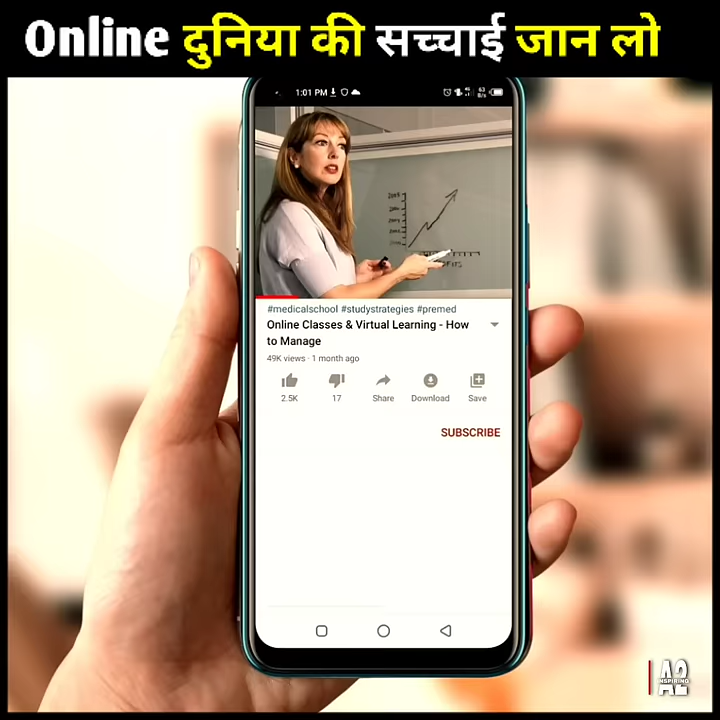 Online दुनिया की सच्चाई जान लो
1:01 PM
#medicalschool #studystrategies #premed
Online Classes & Virtual Learning - How
to Manage
49K views · 1 month ago
2.5K 17 Share Download Save
SUBSCRIBE
A2
INSPIRING